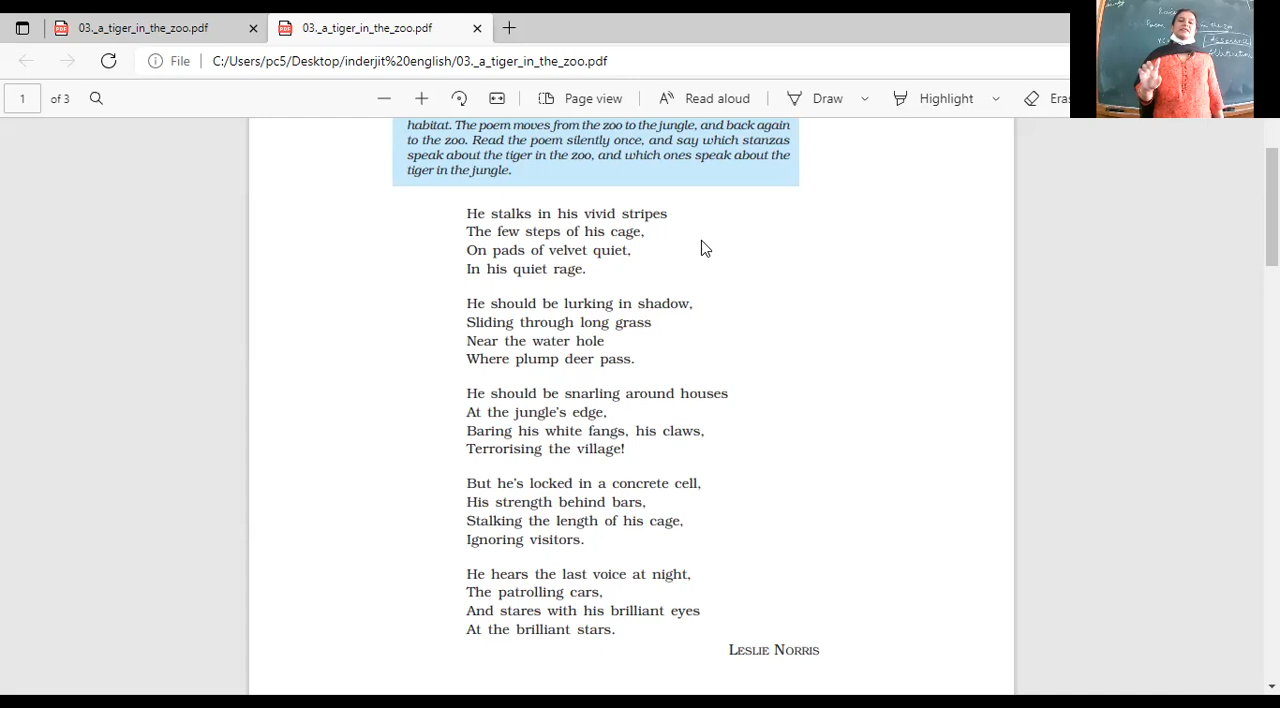 03._a_tiger_in_the_zoo.pdf
03._a_tiger_in_the_zoo.pdf
File
C:/Users/pc5/Desktop/inderjit%20english/03._a_tiger_in_the_zoo.pdf
1 of 3
Page view
Read aloud
Draw
Highlight
Poem in the zoo
habitat. The poem moves from the zoo to the jungle, and back again
to the zoo. Read the poem silently once, and say which stanzas
speak about the tiger in the zoo, and which ones speak about the
tiger in the jungle.
He stalks in his vivid stripes
The few steps of his cage,
On pads of velvet quiet,
In his quiet rage.
He should be lurking in shadow,
Sliding through long grass
Near the water hole
Where plump deer pass.
He should be snarling around houses
At the jungle's edge,
Baring his white fangs, his claws,
Terrorising the village!
But he's locked in a concrete cell,
His strength behind bars,
Stalking the length of his cage,
Ignoring visitors.
He hears the last voice at night,
The patrolling cars,
And stares with his brilliant eyes
At the brilliant stars.
LESLIE NORRIS